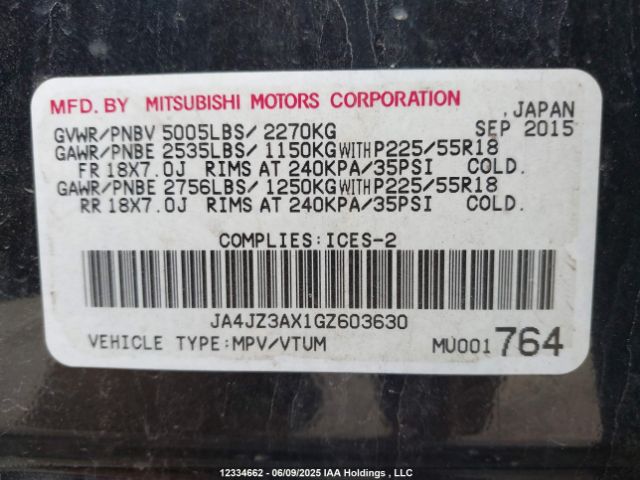 MFD. BY MITSUBISHI MOTORS CORPORATION
, JAPAN
GVWR/PNBV 5005LBS/ 2270KG SEP 2015
GAWR/PNBE 2535LBS/ 1150KG WITH P225/55R18
FR 18X7.0J RIMS AT 240KPA/35PSI COLD.
GAWR/PNBE 2756LBS/ 1250KG WITH P225/55R18
RR 18X7.0J RIMS AT 240KPA/35PSI COLD.
COMPLIES:ICES-2
JA4JZ3AX1GZ603630
VEHICLE TYPE:MPV/VTUM MU001 764
12334662 - 06/09/2025 IAA Holdings , LLC